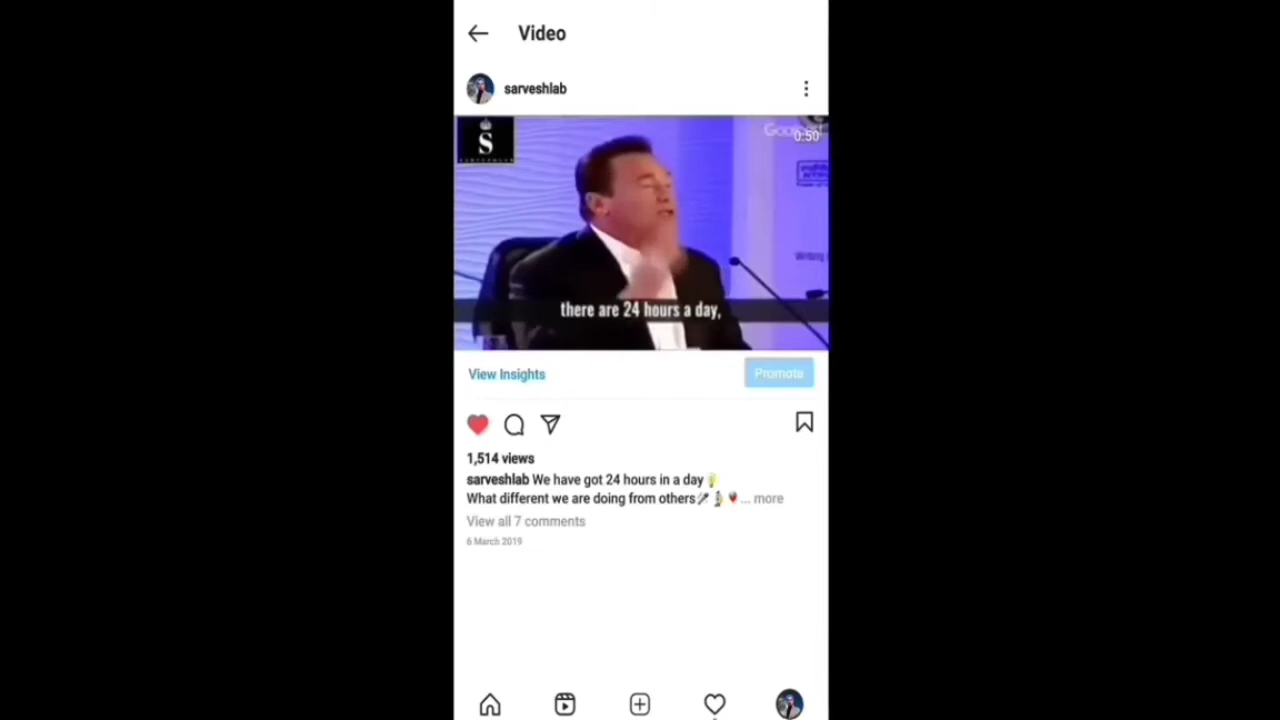 Video
sarveshlab
0:50
S
there are 24 hours a day,
View Insights
Promote
1,514 views
sarveshlab We have got 24 hours in a day💡
What different we are doing from others... more
View all 7 comments
6 March 2019